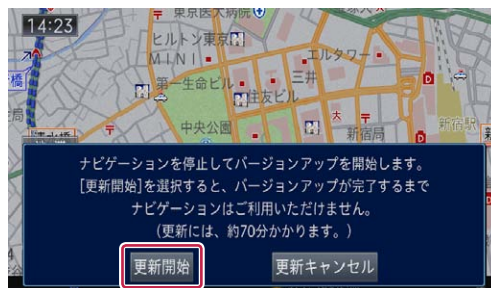 14:23
東京医大病院
ヒルトン東京
MINI
エルタワー
橋
第一生命ビル
三井
住友ビル
D
局
中央公園
大
新宿局
D
新宿駅
ナビゲーションを停止してバージョンアップを開始します。
[更新開始]を選択すると、バージョンアップが完了するまで
ナビゲーションはご利用いただけません。
(更新には、約70分かかります。)
更新開始
更新キャンセル